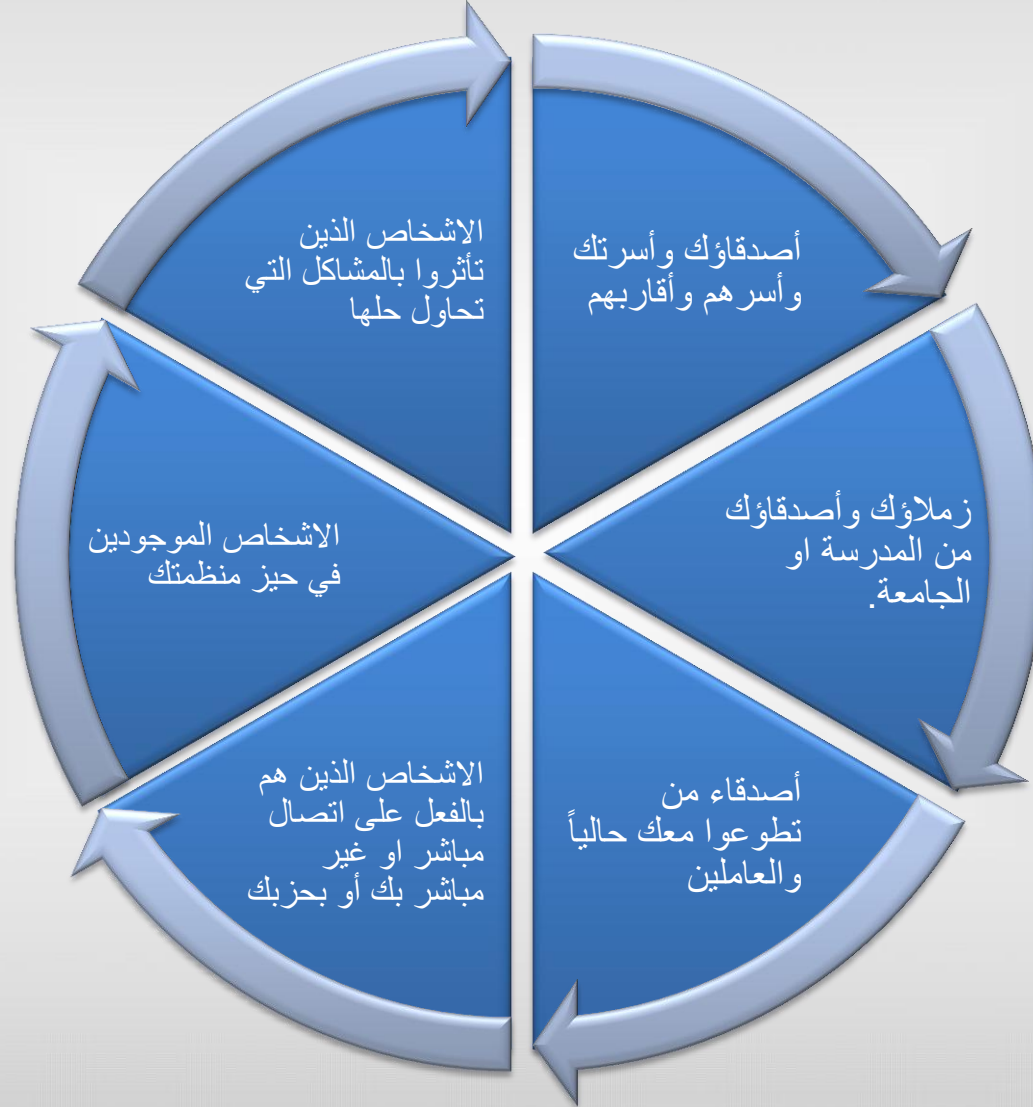 أصدقاؤك وأسرتك
وأسرهم وأقاربهم
زملاؤك وأصدقاؤك
من المدرسة او
الجامعة.
أصدقاء من
تطوعوا معك حالياً
والعاملين
الاشخاص الذين هم
بالفعل على اتصال
مباشر او غير
مباشر بك أو بحزبك
الاشخاص الموجودين
في حيز منظمتك
الاشخاص الذين
تأثروا بالمشاكل التي
تحاول حلها